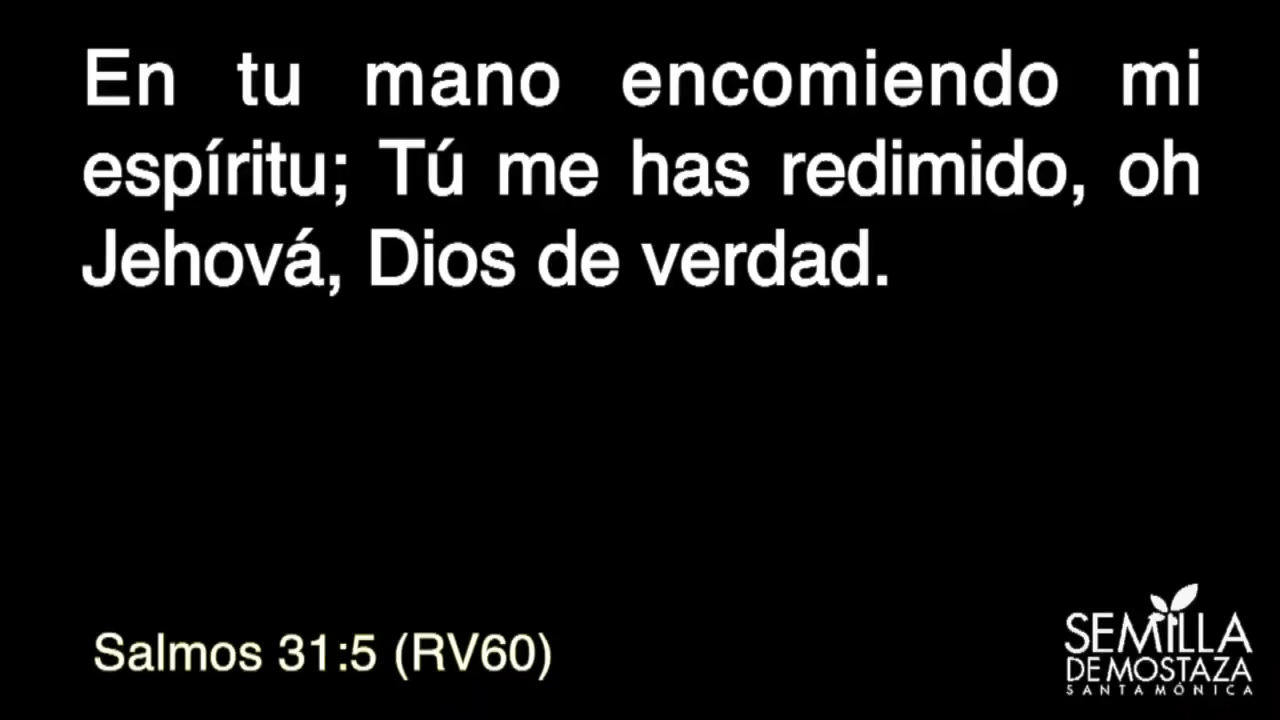 En tu mano encomiendo mi
espíritu; Tú me has redimido, oh
Jehová, Dios de verdad.
Salmos 31:5 (RV60)
SEMILLA
DE MOSTAZA
SANTA MÓNICA